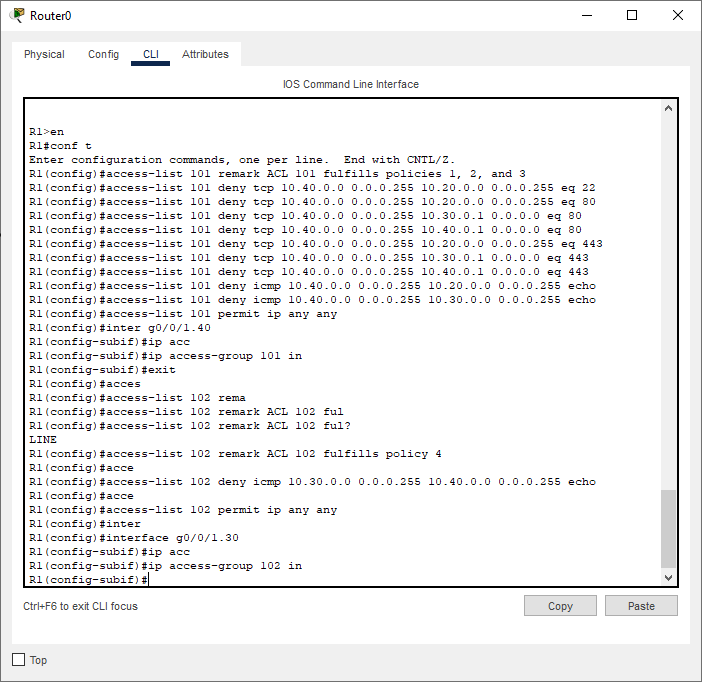 Router0
Physical Config CLI Attributes
IOS Command Line Interface
R1>en
R1#conf t
Enter configuration commands, one per line.  End with CNTL/Z.
R1(config)#access-list 101 remark ACL 101 fulfills policies 1, 2, and 3
R1(config)#access-list 101 deny tcp 10.40.0.0 0.0.0.255 10.20.0.0 0.0.0.255 eq 22
R1(config)#access-list 101 deny tcp 10.40.0.0 0.0.0.255 10.20.0.0 0.0.0.255 eq 80
R1(config)#access-list 101 deny tcp 10.40.0.0 0.0.0.255 10.30.0.1 0.0.0.0 eq 80
R1(config)#access-list 101 deny tcp 10.40.0.0 0.0.0.255 10.40.0.1 0.0.0.0 eq 80
R1(config)#access-list 101 deny tcp 10.40.0.0 0.0.0.255 10.20.0.0 0.0.0.255 eq 443
R1(config)#access-list 101 deny tcp 10.40.0.0 0.0.0.255 10.30.0.1 0.0.0.0 eq 443
R1(config)#access-list 101 deny tcp 10.40.0.0 0.0.0.255 10.40.0.1 0.0.0.0 eq 443
R1(config)#access-list 101 deny icmp 10.40.0.0 0.0.0.255 10.20.0.0 0.0.0.255 echo
R1(config)#access-list 101 deny icmp 10.40.0.0 0.0.0.255 10.30.0.0 0.0.0.255 echo
R1(config)#access-list 101 permit ip any any
R1(config)#inter g0/0/1.40
R1(config-subif)#ip acc
R1(config-subif)#ip access-group 101 in
R1(config-subif)#exit
R1(config)#acces
R1(config)#access-list 102 rema
R1(config)#access-list 102 remark ACL 102 ful
R1(config)#access-list 102 remark ACL 102 ful?
LINE
R1(config)#access-list 102 remark ACL 102 fulfills policy 4
R1(config)#acce
R1(config)#access-list 102 deny icmp 10.30.0.0 0.0.0.255 10.40.0.0 0.0.0.255 echo
R1(config)#acce
R1(config)#access-list 102 permit ip any any
R1(config)#inter
R1(config)#interface g0/0/1.30
R1(config-subif)#ip acc
R1(config-subif)#ip access-group 102 in
R1(config-subif)#
Ctrl+F6 to exit CLI focus
Copy Paste
Top